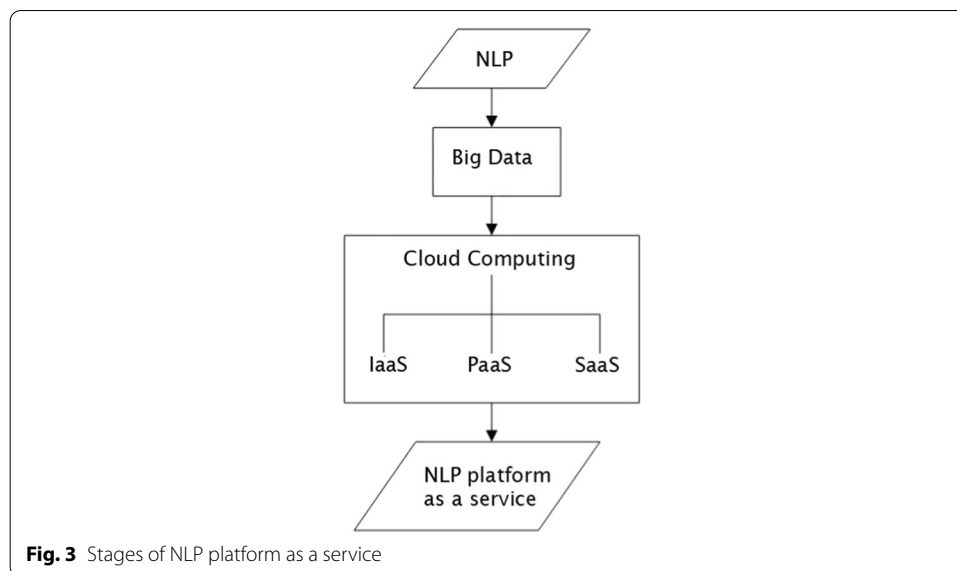 NLP
Big Data
Cloud Computing
IaaS PaaS SaaS
NLP platform
as a service
Fig. 3 Stages of NLP platform as a service